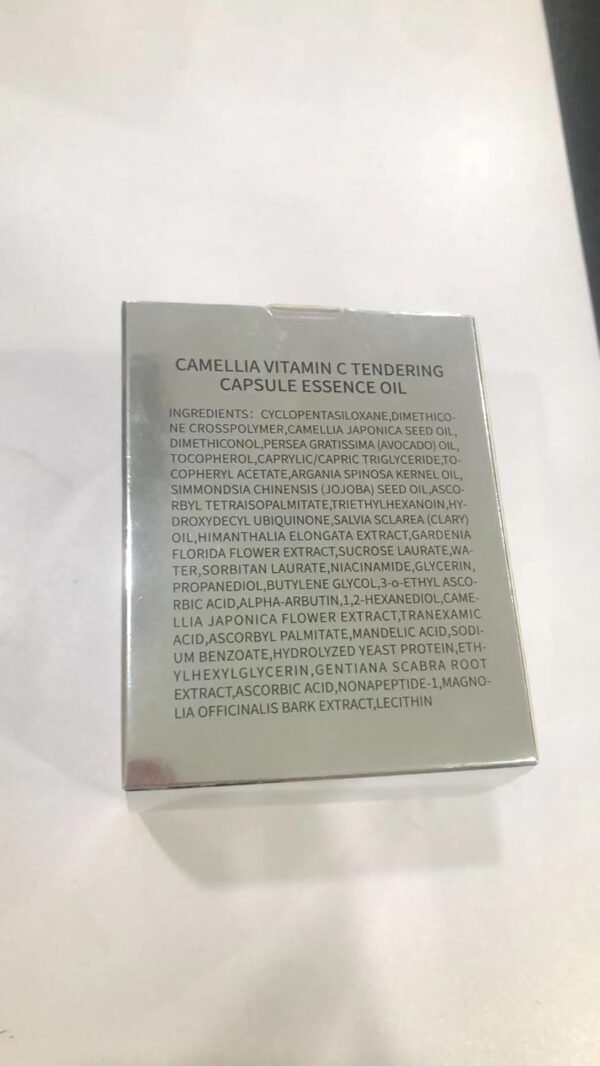 CAMELLIA VITAMIN C TENDERING
CAPSULE ESSENCE OIL
INGREDIENTS: CYCLOPENTASILOXANE,DIMETHICO-
NE CROSSPOLYMER,CAMELLIA JAPONICA SEED OIL,
DIMETHICONOL,PERSEA GRATISSIMA (AVOCADO) OIL,
TOCOPHEROL,CAPRYLIC/CAPRIC TRIGLYCERIDE,TO-
COPHERYL ACETATE,ARGANIA SPINOSA KERNEL OIL,
SIMMONDSIA CHINENSIS (JOJOBA) SEED OIL,ASCO-
RBYL TETRAISOPALMITATE,TRIETHYLHEXANOIN,HY-
DROXYDECYL UBIQUINONE,SALVIA SCLAREA (CLARY)
OIL,HIMANTHALIA ELONGATA EXTRACT,GARDENIA
FLORIDA FLOWER EXTRACT,SUCROSE LAURATE,WA-
TER,SORBITAN LAURATE,NIACINAMIDE,GLYCERIN,
PROPANEDIOL,BUTYLENE GLYCOL,3-o-ETHYL ASCO-
RBIC ACID,ALPHA-ARBUTIN,1,2-HEXANEDIOL,CAME-
LLIA JAPONICA FLOWER EXTRACT,TRANEXAMIC
ACID,ASCORBYL PALMITATE,MANDELIC ACID,SODI-
UM BENZOATE,HYDROLYZED YEAST PROTEIN,ETH-
YLHEXYLGLYCERIN,GENTIANA SCABRA ROOT
EXTRACT,ASCORBIC ACID,NONAPEPTIDE-1,MAGNO-
LIA OFFICINALIS BARK EXTRACT,LECITHIN